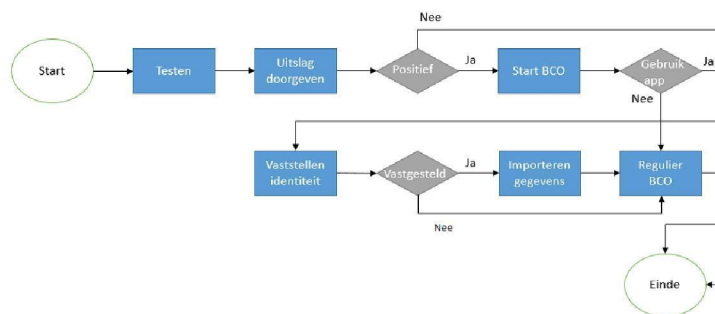 Nee
Start
Testen
Uitslag
doorgeven
Positief
Ja
Start BCO
Gebruik
app
Ja
Nee
Vaststellen
identiteit
Vastgesteld
Ja
Importeren
gegevens
Regulier
BCO
Nee
Einde